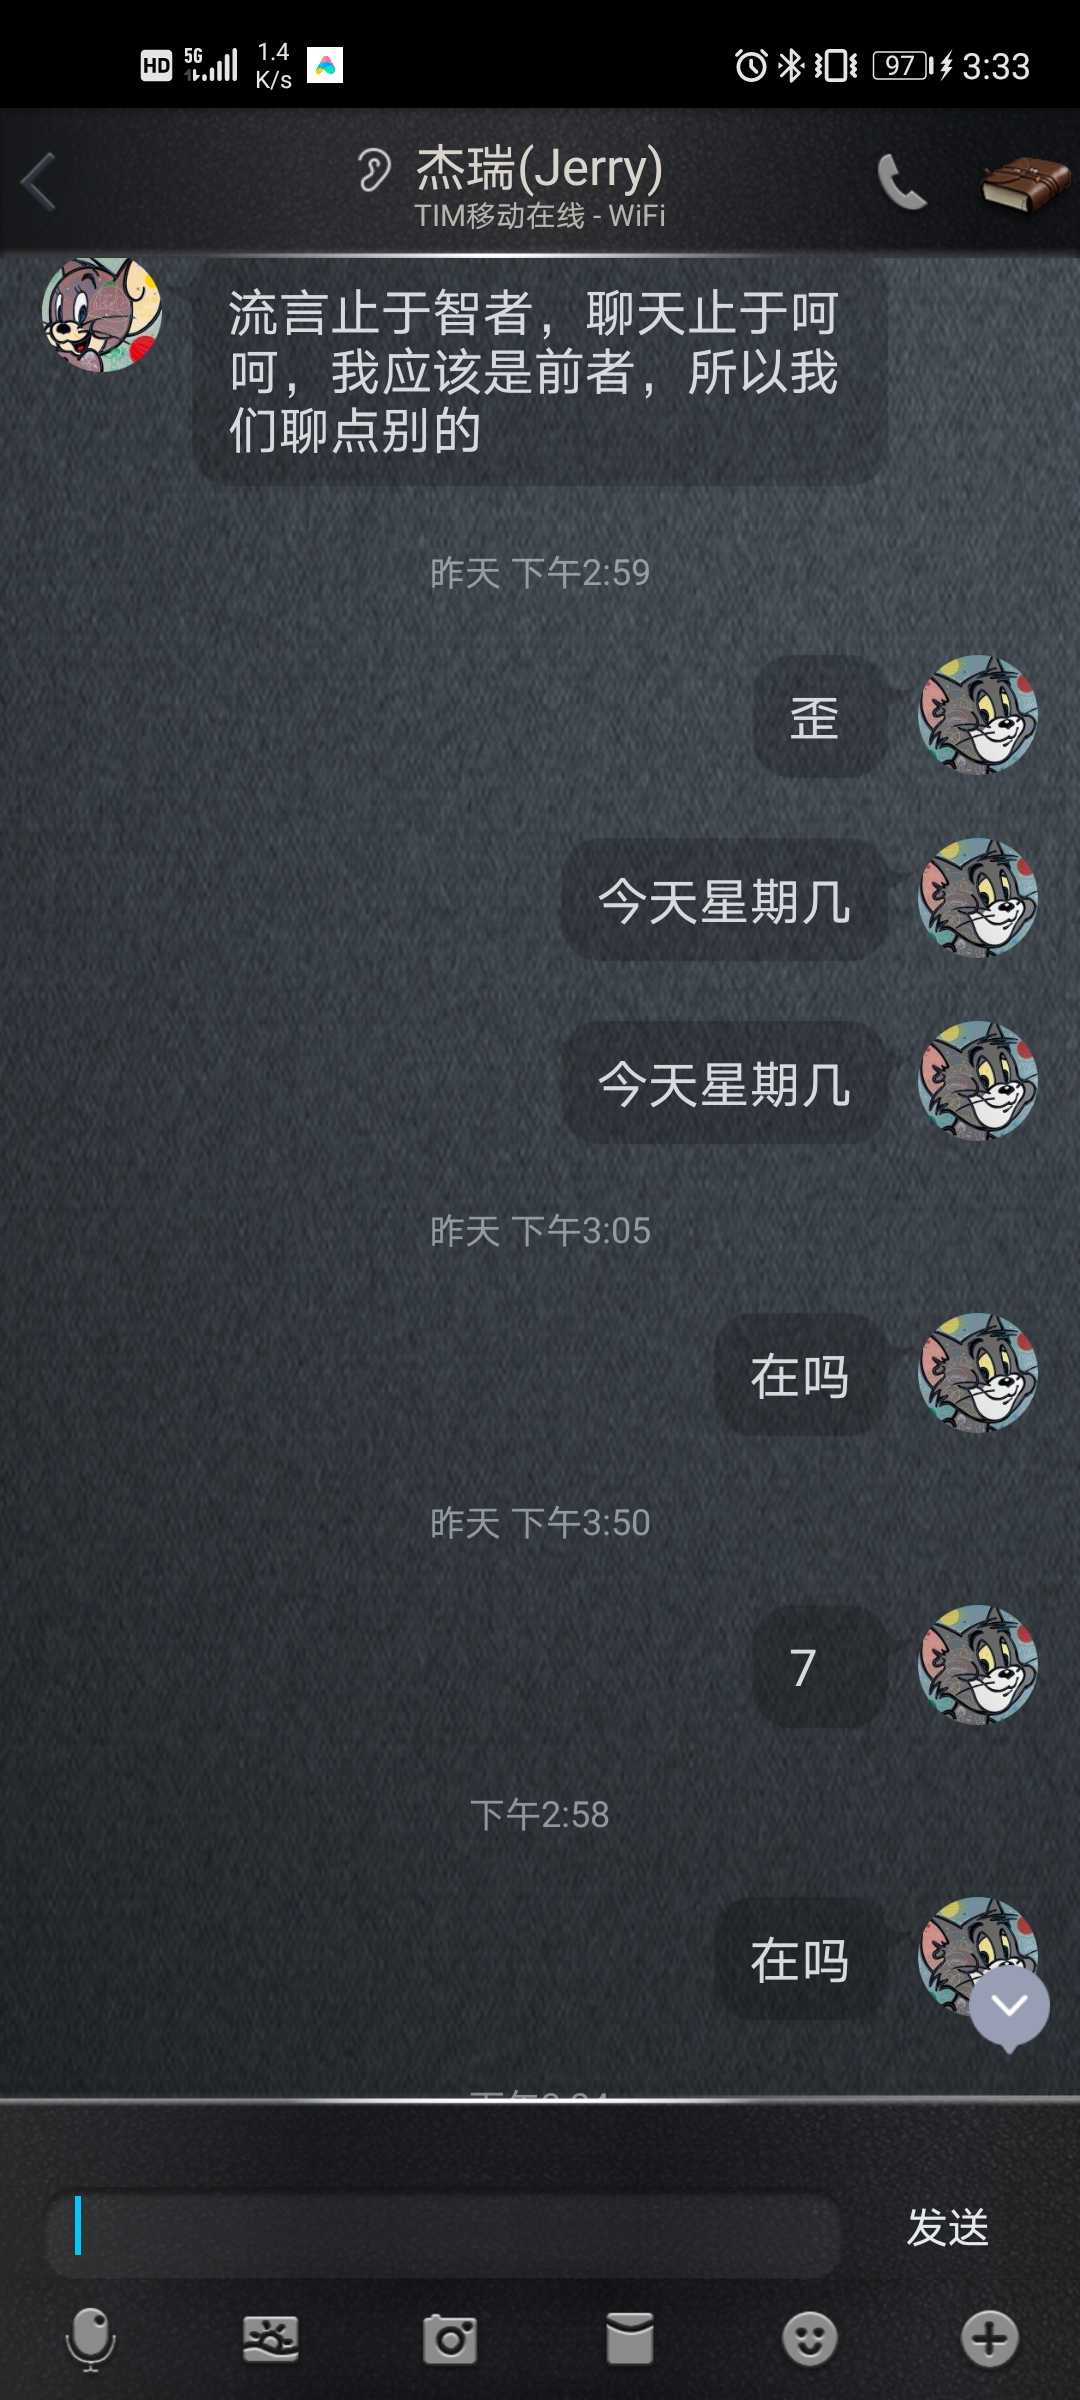 HD 5G 1.4 K/s 97 3:33
杰瑞(Jerry)
TIM移动在线 - WiFi
流言止于智者，聊天止于呵
呵，我应该是前者，所以我
们聊点别的
昨天 下午2:59
歪
今天星期几
今天星期几
昨天 下午3:05
在吗
昨天 下午3:50
7
下午2:58
在吗
发送